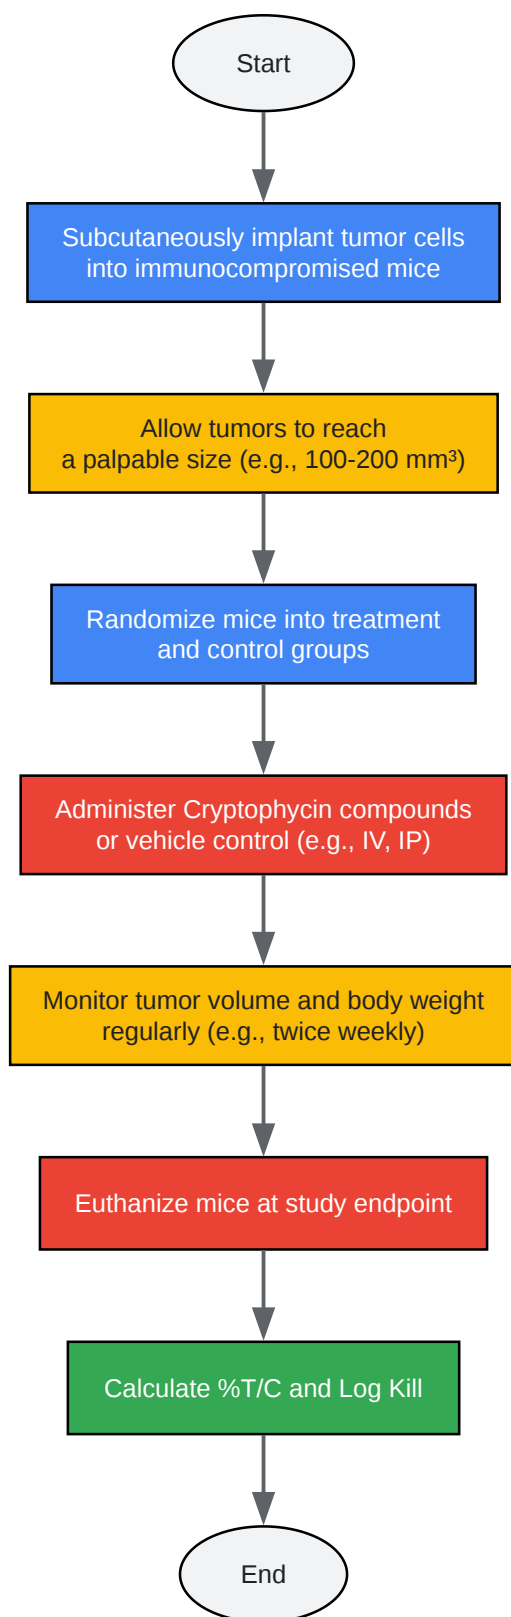 Start
Subcutaneously implant tumor cells
into immunocompromised mice
Allow tumors to reach
a palpable size (e.g., 100-200 mm³)
Randomize mice into treatment
and control groups
Administer Cryptophycin compounds
or vehicle control (e.g., IV, IP)
Monitor tumor volume and body weight
regularly (e.g., twice weekly)
Euthanize mice at study endpoint
Calculate %T/C and Log Kill
End